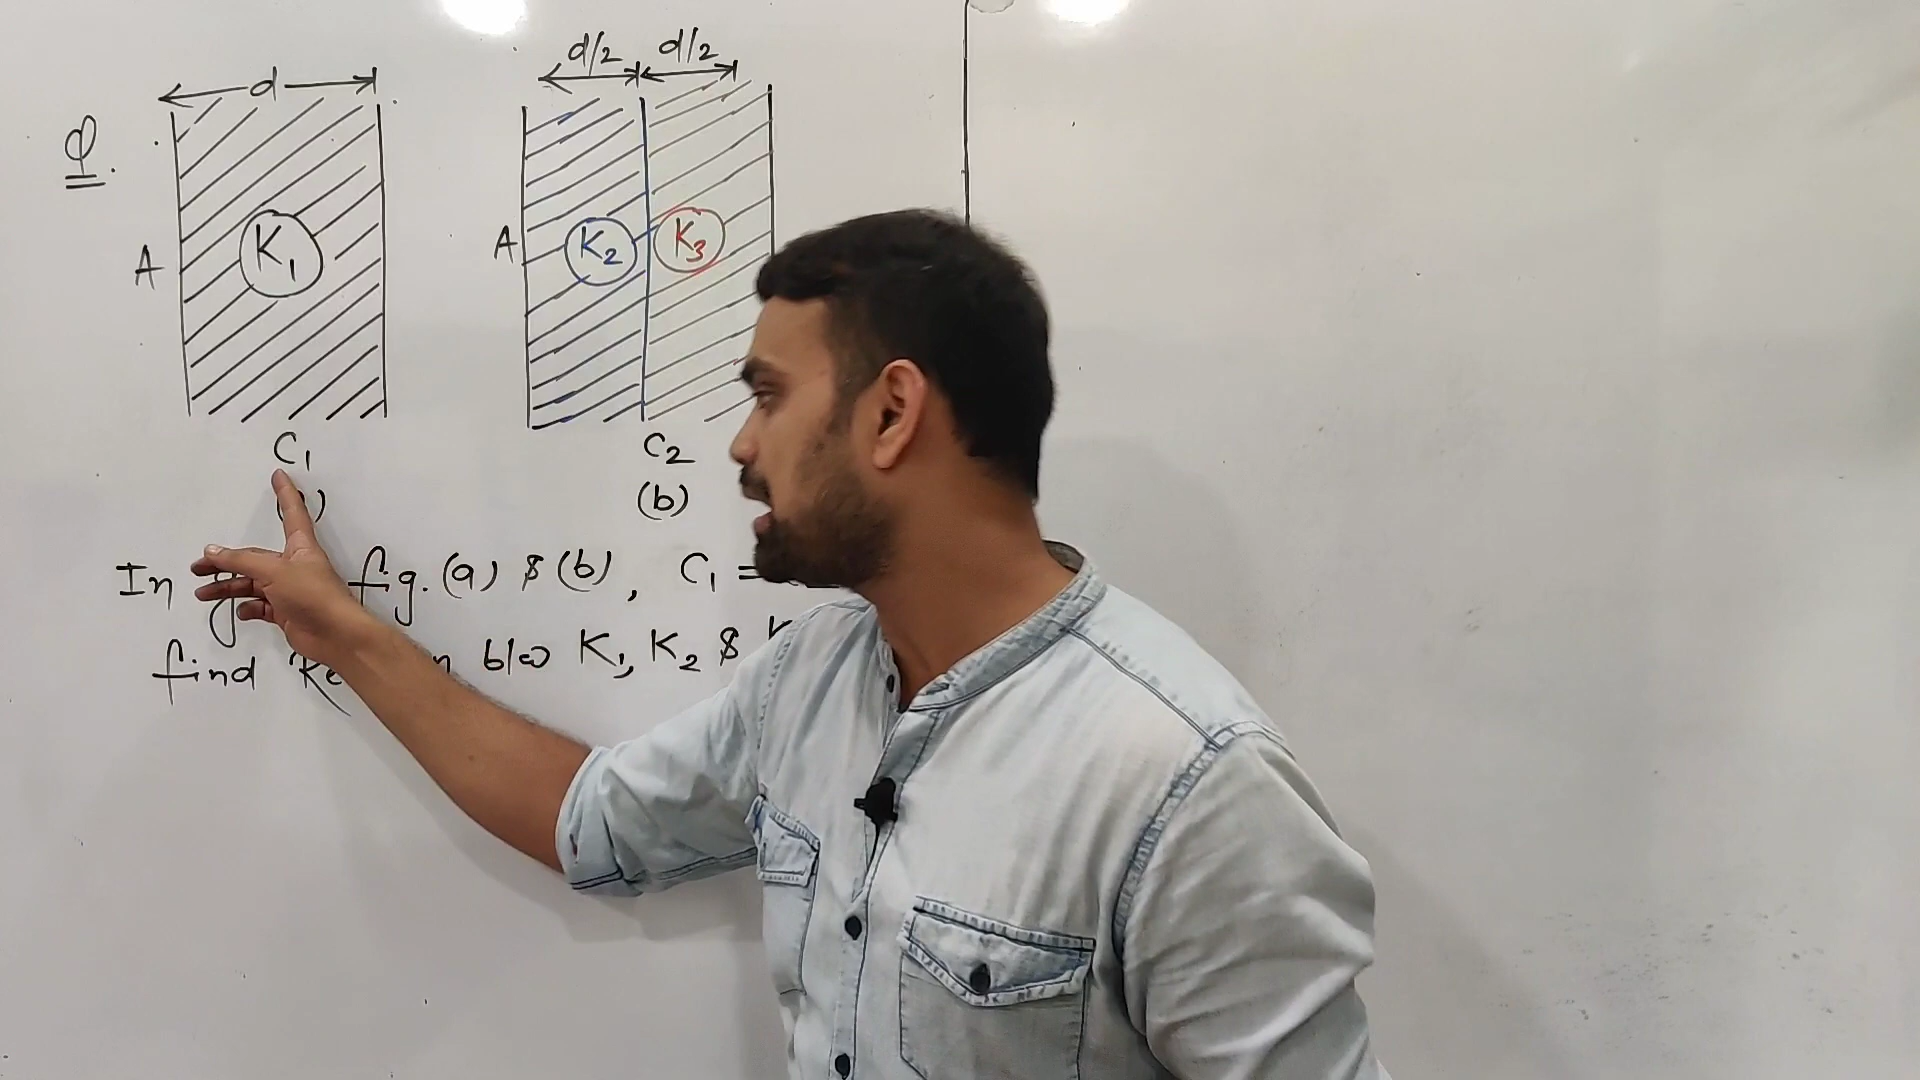 d d/2 d/2
Q.
K1 K2 K3
A A
C1 C2
(b)
In fig. (a) & (b), C1 =
find b/w K1, K2 &